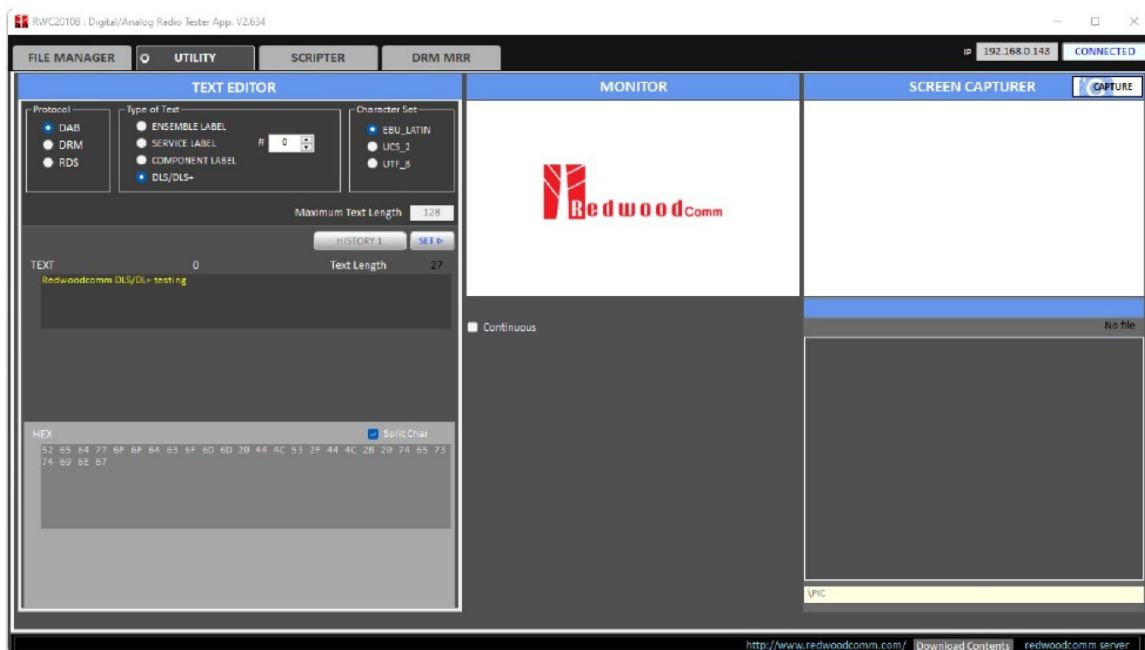 RWC2010B : Digital/Analog Radio Tester App. V2.634
FILE MANAGER UTILITY SCRIPTER DRM MRR IP 192.168.0.143 CONNECTED
TEXT EDITOR MONITOR SCREEN CAPTURER CAPTURE
Protocol Type of Text Character Set
DAB ENSEMBLE LABEL EBU_LATIN
DRM SERVICE LABEL # 0 UCS_2
RDS COMPONENT LABEL UTF_8
DLS/DLS+
RedwoodComm
Maximum Text Length 128
HISTORY 1 SET
TEXT 0 Text Length 27
Redwoodcomm DLS/DL+ testing
Continuous No file
HEX Split Char
52 65 64 77 6F 6F 64 63 6F 6D 6D 20 44 4C 53 2F 44 4C 2B 20 74 65 73
74 69 6E 67
\PIC
http://www.redwoodcomm.com/ Download Contents redwoodcomm server